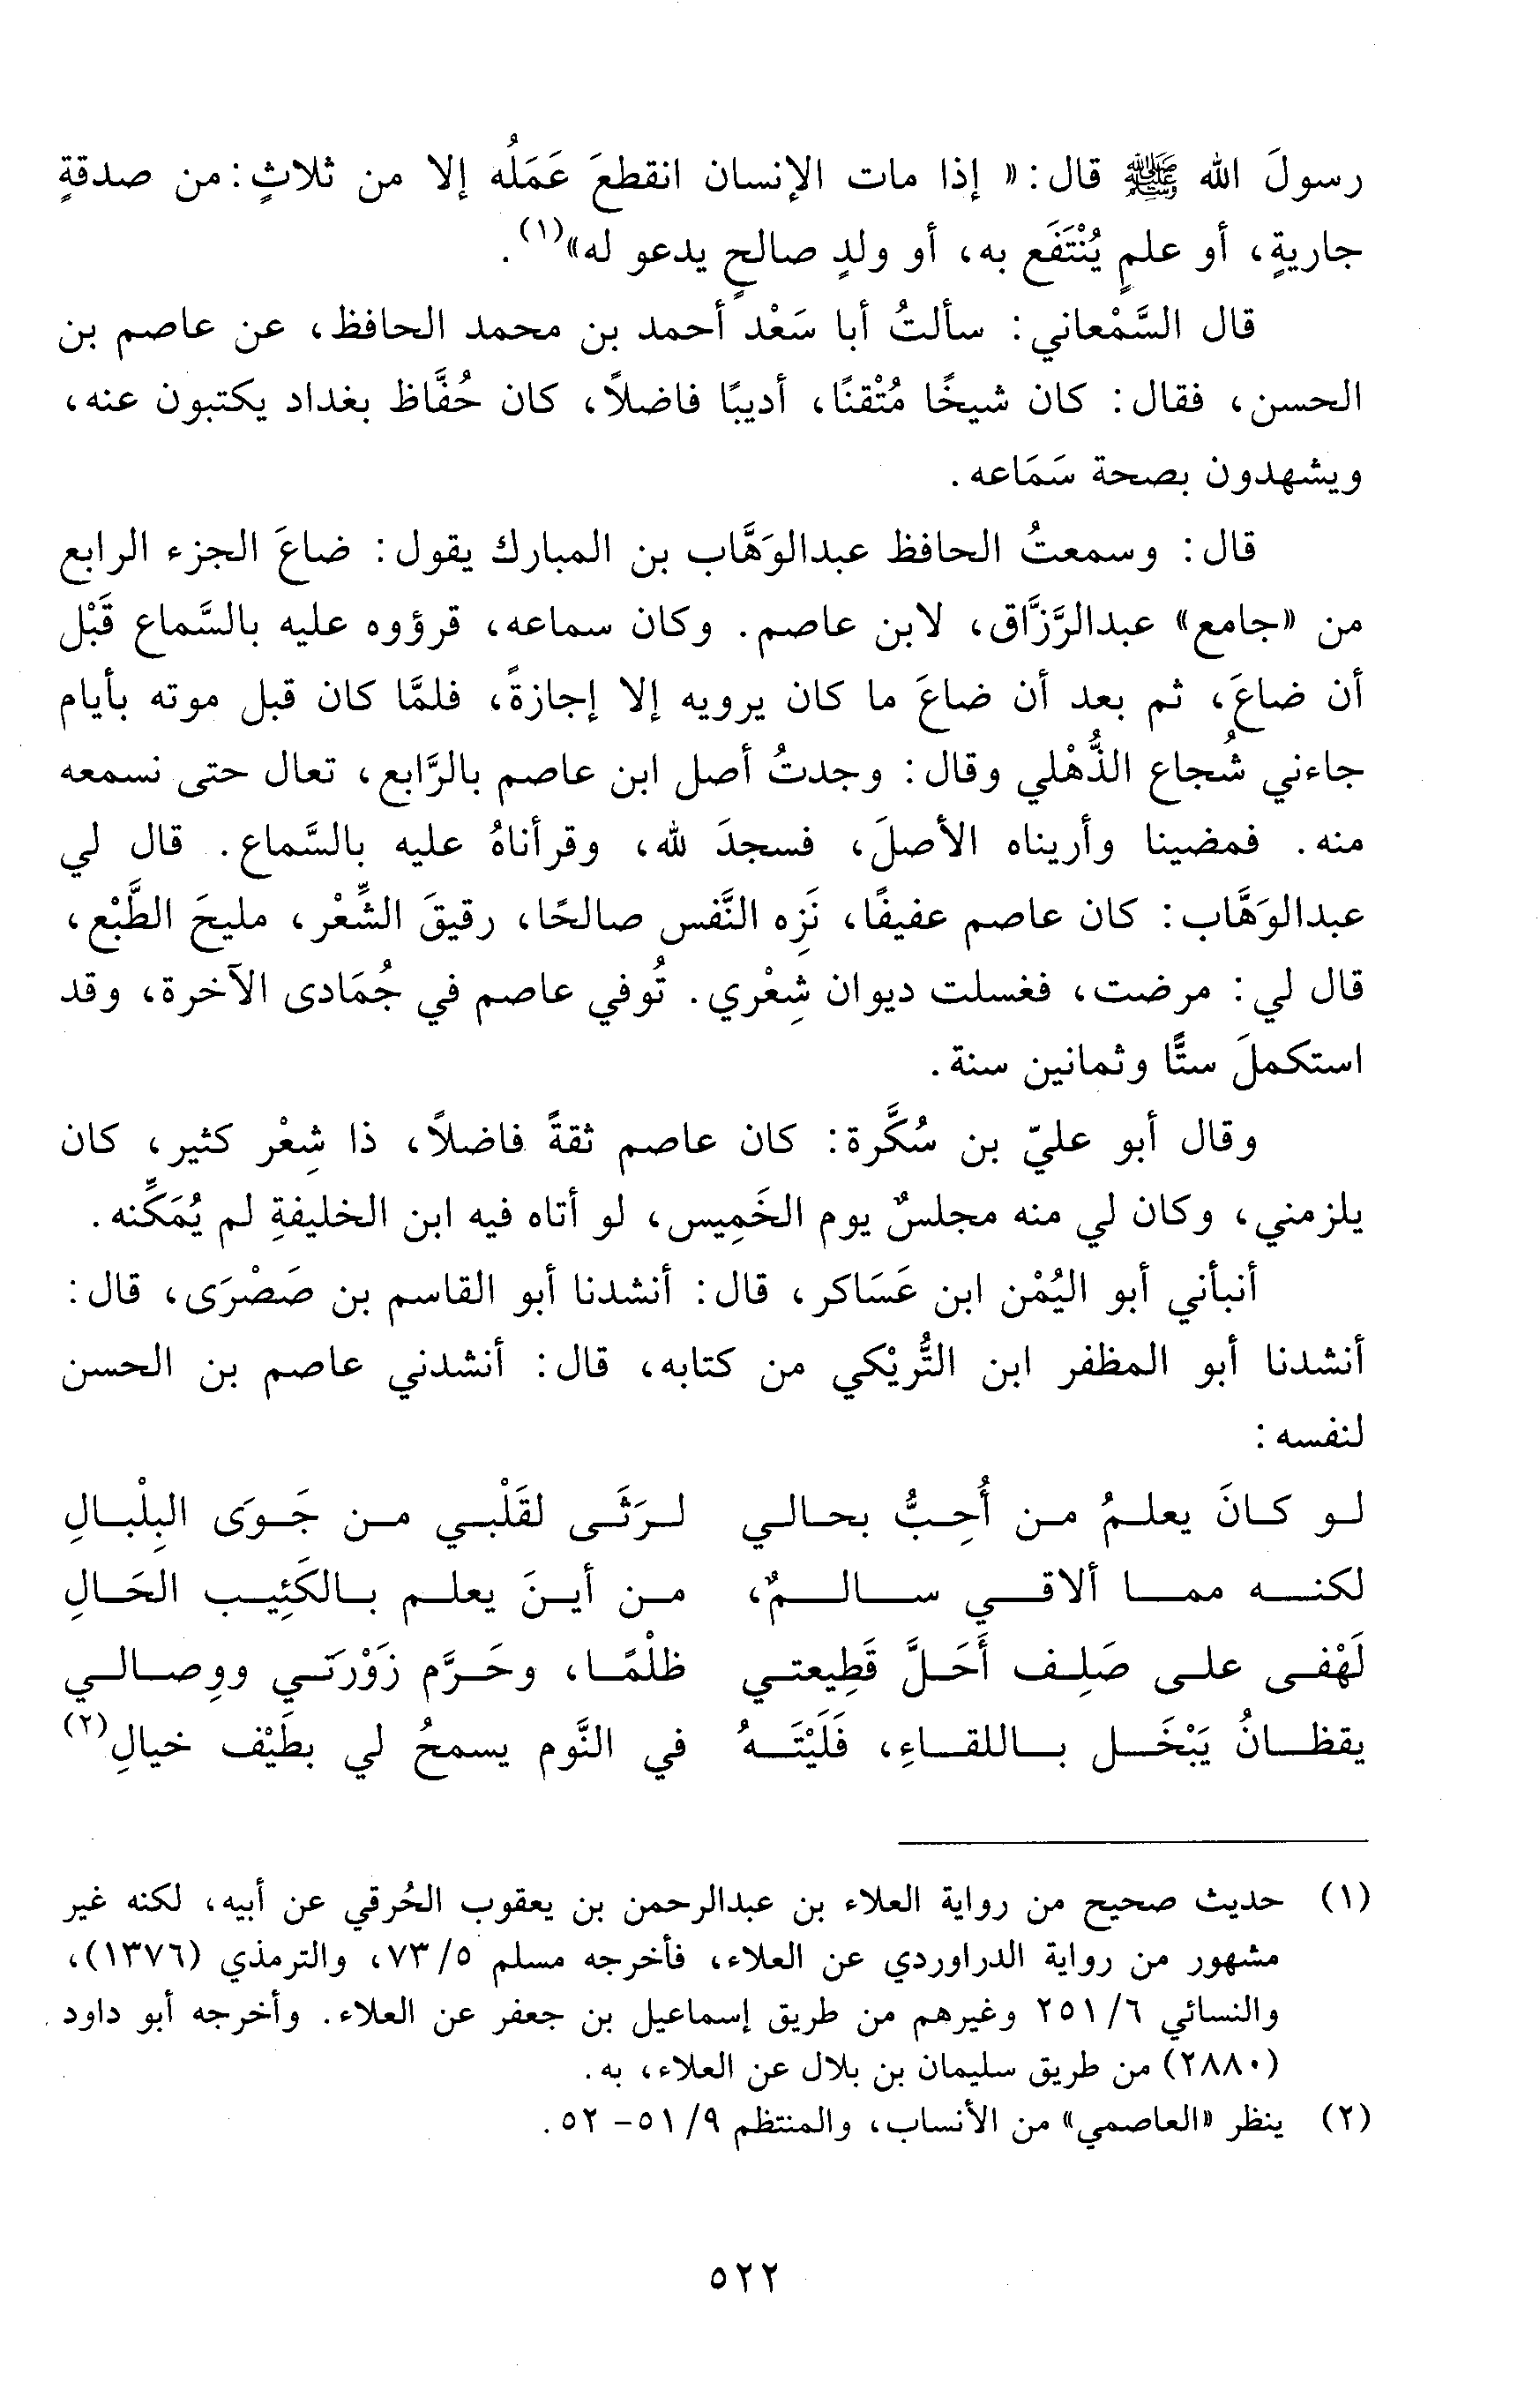 رسولَ الله ﷺ قال: « إذا مات الإنسان انقطعَ عَمَلُه إلا من ثلاثٍ: من صدقةٍ
جاريةٍ، أو علمٍ يُنْتَفَع به، أو ولدٍ صالحٍ يدعو له»(١).
قال السَّمْعاني: سألتُ أبا سَعْد أحمد بن محمد الحافظ، عن عاصم بن
الحسن، فقال: كان شيخًا مُتْقنًا، أديبًا فاضلاً، كان حُفَّاظ بغداد يكتبون عنه،
ويشهدون بصحة سَمَاعه.
قال: وسمعتُ الحافظ عبدالوَهَّاب بن المبارك يقول: ضاعَ الجزء الرابع
من «جامع» عبدالرَّزَّاق، لابن عاصم. وكان سماعه، قرؤوه عليه بالسَّماع قَبْل
أن ضاعَ، ثم بعد أن ضاعَ ما كان يرويه إلا إجازةً، فلمَّا كان قبل موته بأيام
جاءني شُجاع الذُّهْلي وقال: وجدتُ أصل ابن عاصم بالرَّابع، تعال حتى نسمعه
منه. فمضينا وأريناه الأصلَ، فسجدَ لله، وقرأناهُ عليه بالسَّماع. قال لي
عبدالوَهَّاب: كان عاصم عفيفًا، نَزِه النَّفس صالحًا، رقيقَ الشِّعْر، مليحَ الطَّبْع،
قال لي: مرضت، فغسلت ديوان شِعْري. تُوفي عاصم في جُمَادى الآخرة، وقد
استكملَ ستًّا وثمانين سنة.
وقال أبو عليّ بن سُكَّرة: كان عاصم ثقةً فاضلاً، ذا شِعْر كثير، كان
يلزمني، وكان لي منه مجلسٌ يوم الخَمِيس، لو أتاه فيه ابن الخليفةِ لم يُمَكِّنه.
أنبأني أبو اليُمْن ابن عَسَاكر، قال: أنشدنا أبو القاسم بن صَصْرَى، قال:
أنشدنا أبو المظفر ابن التُّرَيْكي من كتابه، قال: أنشدني عاصم بن الحسن
لنفسه:
لو كانَ يعلمُ من أُحِبُّ بحالي لرَثَى لقَلْبي من جَوَى البِلْبالِ
لكنه مما ألاقي سالمٌ، من أينَ يعلم بالكَئِيب الحَالِ
لَهْفى على صَلِف أَحَلَّ قَطِيعتي ظلْمًا، وحَرَّم زَوْرَتي ووِصالي
يقظانُ يَبْخَل باللقاءِ، فَلَيْتَهُ في النَّوم يسمحُ لي بطَيْف خيالِ(٢)
(١) حديث صحيح من رواية العلاء بن عبدالرحمن بن يعقوب الحُرقي عن أبيه، لكنه غير
مشهور من رواية الدراوردي عن العلاء، فأخرجه مسلم ٥/ ٧٣، والترمذي (١٣٧٦)،
والنسائي ٦/ ٢٥١ وغيرهم من طريق إسماعيل بن جعفر عن العلاء. وأخرجه أبو داود
(٢٨٨٠) من طريق سليمان بن بلال عن العلاء، به.
(٢) ينظر «العاصمي» من الأنساب، والمنتظم ٩/ ٥١- ٥٢.
٥٢٢